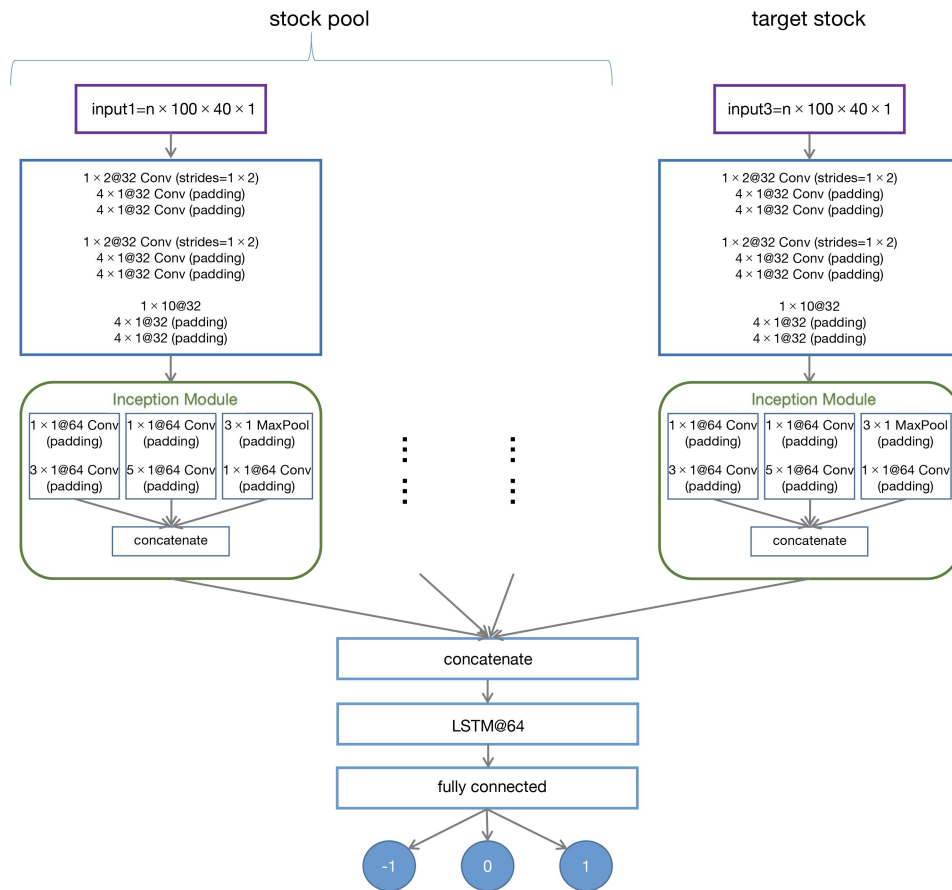 stock pool
target stock
input1=n × 100 × 40 × 1
1 × 2@32 Conv (strides=1 × 2)
4 × 1@32 Conv (padding)
4 × 1@32 Conv (padding)
1 × 2@32 Conv (strides=1 × 2)
4 × 1@32 Conv (padding)
4 × 1@32 Conv (padding)
1 × 10@32
4 × 1@32 (padding)
4 × 1@32 (padding)
Inception Module
1 × 1@64 Conv
(padding)
3 × 1@64 Conv
(padding)
1 × 1@64 Conv
(padding)
5 × 1@64 Conv
(padding)
3 × 1 MaxPool
(padding)
1 × 1@64 Conv
(padding)
concatenate
input3=n × 100 × 40 × 1
1 × 2@32 Conv (strides=1 × 2)
4 × 1@32 Conv (padding)
4 × 1@32 Conv (padding)
1 × 2@32 Conv (strides=1 × 2)
4 × 1@32 Conv (padding)
4 × 1@32 Conv (padding)
1 × 10@32
4 × 1@32 (padding)
4 × 1@32 (padding)
Inception Module
1 × 1@64 Conv
(padding)
3 × 1@64 Conv
(padding)
1 × 1@64 Conv
(padding)
5 × 1@64 Conv
(padding)
3 × 1 MaxPool
(padding)
1 × 1@64 Conv
(padding)
concatenate
concatenate
LSTM@64
fully connected
-1
0
1